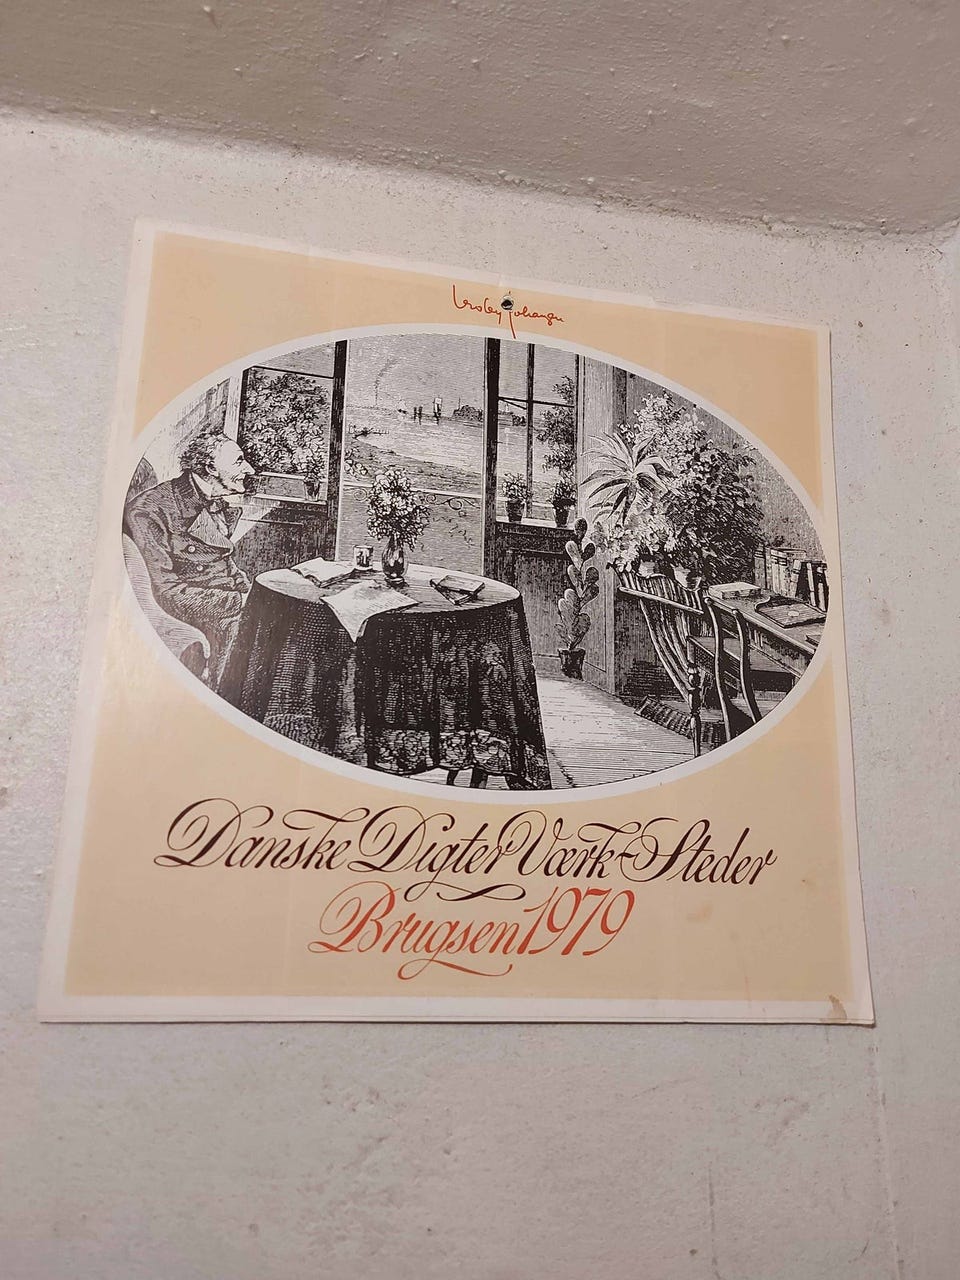 Danske Digter Værk-Steder
Brugsen 1979